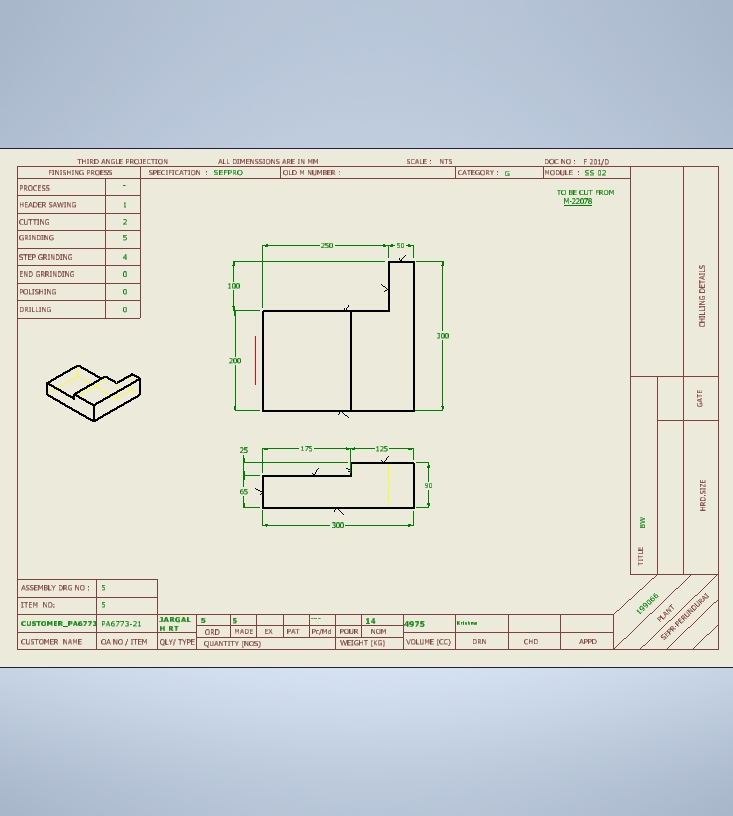 THIRD ANGLE PROJECTION ALL DIMENSSIONS ARE IN MM SCALE : NTS DOC NO : F 201/D
FINISHING PROESS SPECIFICATION : SEFPRO OLD M NUMBER : CATEGORY : G MODULE : SS 02
PROCESS -
HEADER SAWING 1
CUTTING 2
GRINDING 5
STEP GRINDING 4
END GRRINDING 0
POLISHING 0
DRILLING 0
TO BE CUT FROM
M-22078
250 50
100
200
300
175 125
25
65
90
300
CHILLING DETAILS
GATE
HRD.SIZE
TITLE BW
199066
PLANT
SEPR-PERUNDURAI
ASSEMBLY DRG NO : 5
ITEM NO: 5
CUSTOMER_PA6773 PA6773-21 JARGAL H RT 5 5 ---- 14 4975 Krishna
ORD MADE EX PAT Pc/Md POUR NOM
CUSTOMER NAME OA NO / ITEM QLY/ TYPE QUANTITY (NOS) WEIGHT (KG) VOLUME (CC) DRN CHD APPD